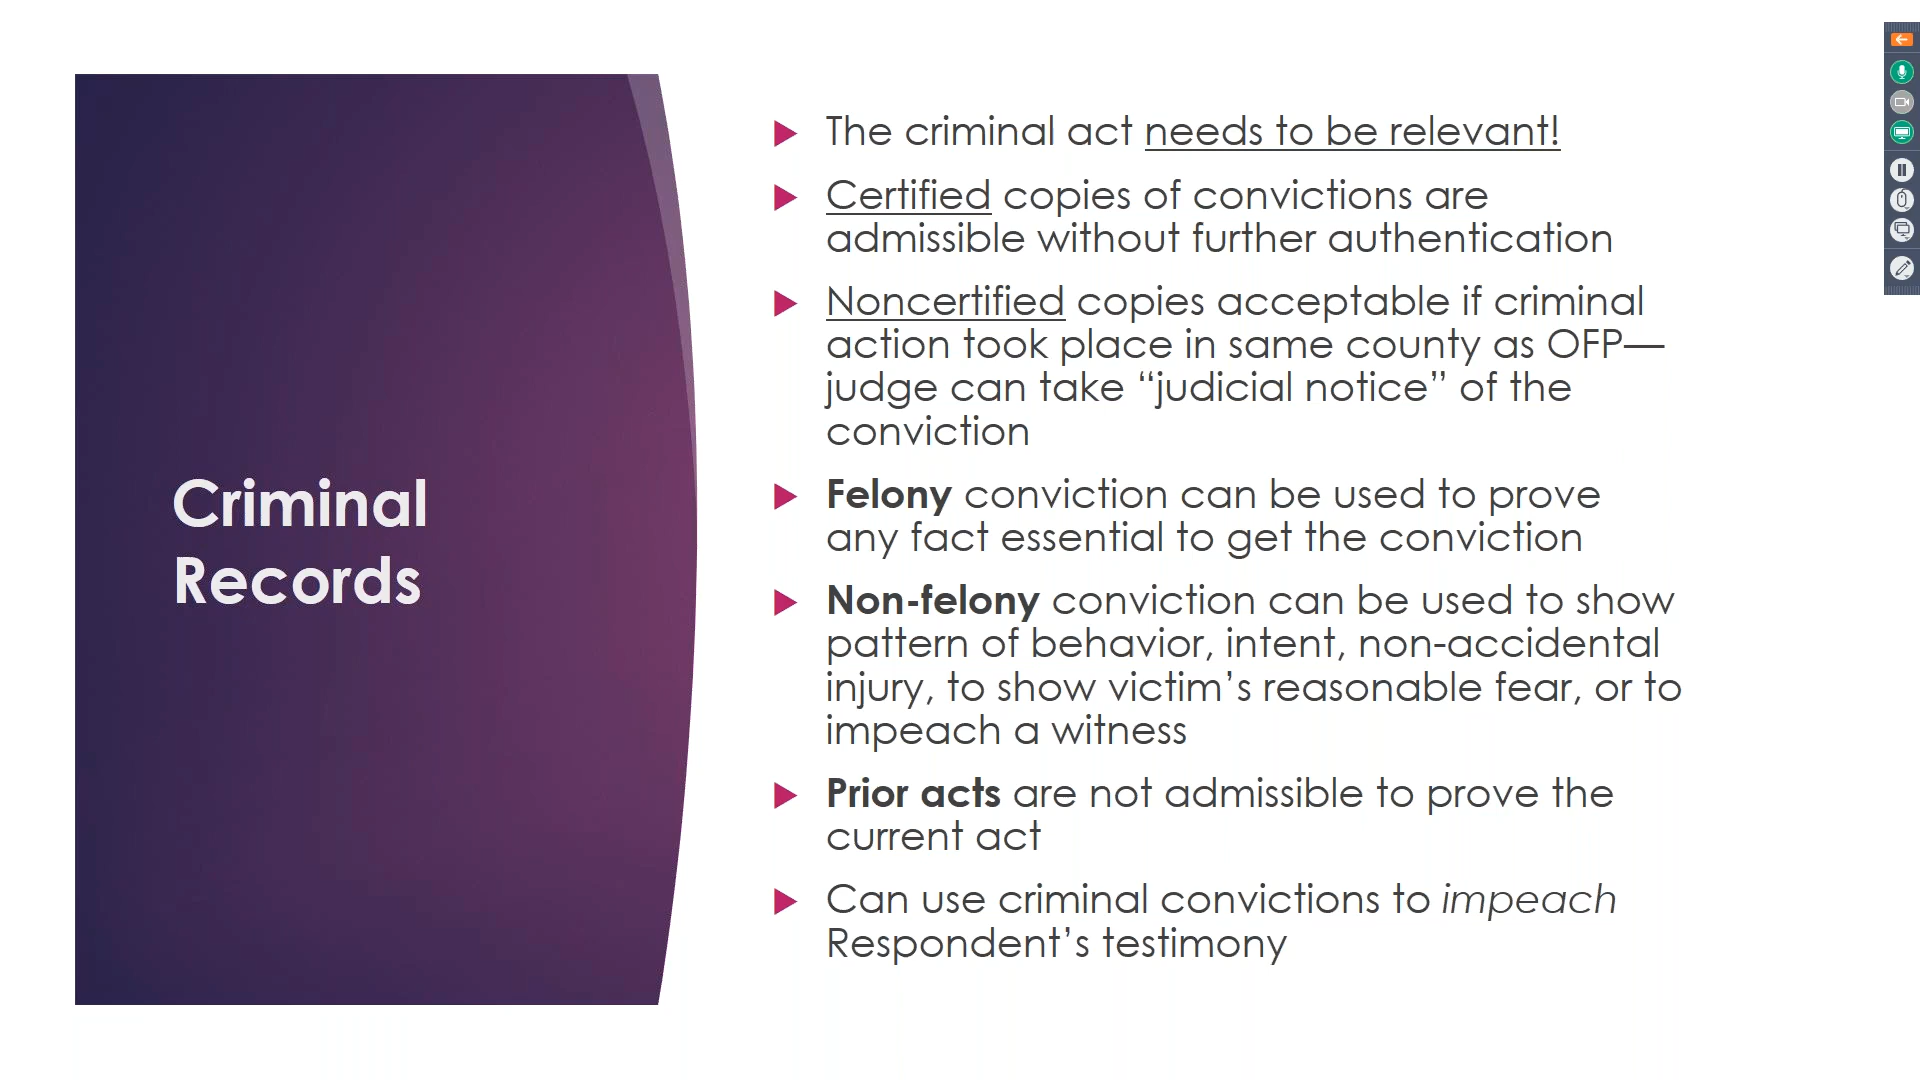 Criminal
Records
The criminal act needs to be relevant!
Certified copies of convictions are
admissible without further authentication
Noncertified copies acceptable if criminal
action took place in same county as OFP—
judge can take “judicial notice” of the
conviction
Felony conviction can be used to prove
any fact essential to get the conviction
Non-felony conviction can be used to show
pattern of behavior, intent, non-accidental
injury, to show victim’s reasonable fear, or to
impeach a witness
Prior acts are not admissible to prove the
current act
Can use criminal convictions to impeach
Respondent’s testimony